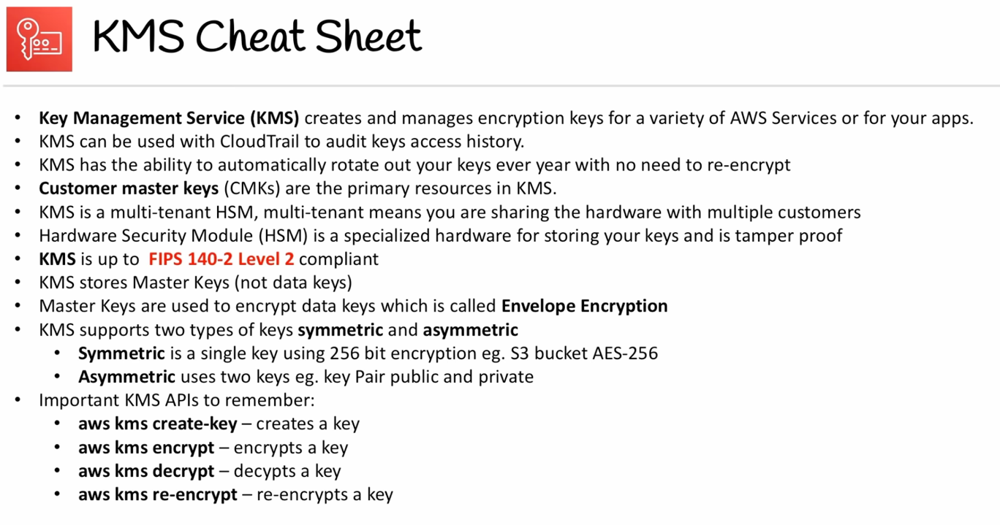 KMS Cheat Sheet
• Key Management Service (KMS) creates and manages encryption keys for a variety of AWS Services or for your apps.
• KMS can be used with CloudTrail to audit keys access history.
• KMS has the ability to automatically rotate out your keys ever year with no need to re-encrypt
• Customer master keys (CMKs) are the primary resources in KMS.
• KMS is a multi-tenant HSM, multi-tenant means you are sharing the hardware with multiple customers
• Hardware Security Module (HSM) is a specialized hardware for storing your keys and is tamper proof
• KMS is up to FIPS 140-2 Level 2 compliant
• KMS stores Master Keys (not data keys)
• Master Keys are used to encrypt data keys which is called Envelope Encryption
• KMS supports two types of keys symmetric and asymmetric
• Symmetric is a single key using 256 bit encryption eg. S3 bucket AES-256
• Asymmetric uses two keys eg. key Pair public and private
• Important KMS APIs to remember:
• aws kms create-key – creates a key
• aws kms encrypt – encrypts a key
• aws kms decrypt – decypts a key
• aws kms re-encrypt – re-encrypts a key